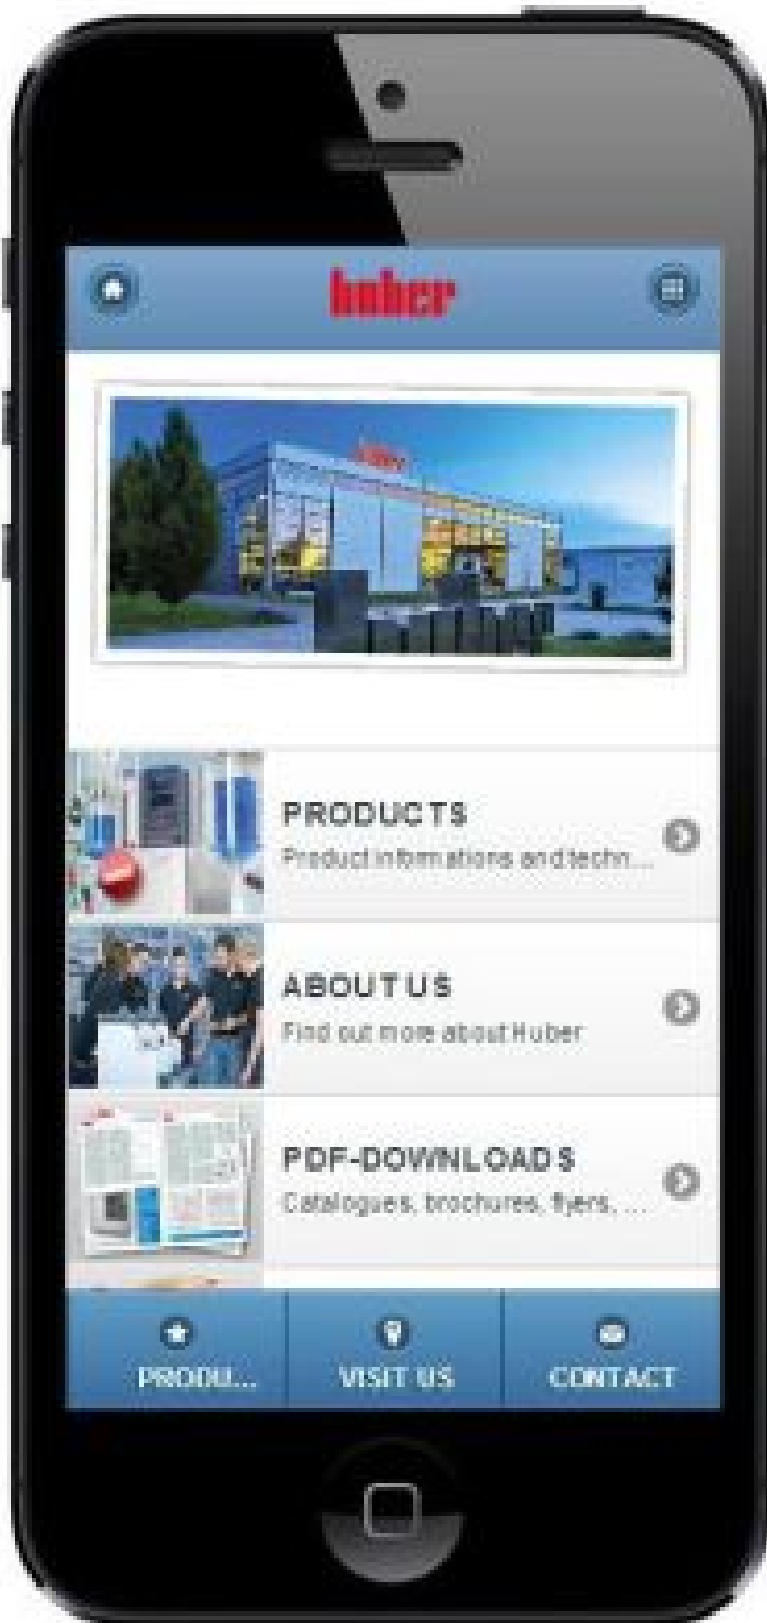 huber
huber
PRODUCTS
Product informations and techn...
ABOUT US
Find out more about Huber
PDF-DOWNLOADS
Catalogues, brochures, flyers, ...
PRODU...
VISIT US
CONTACT